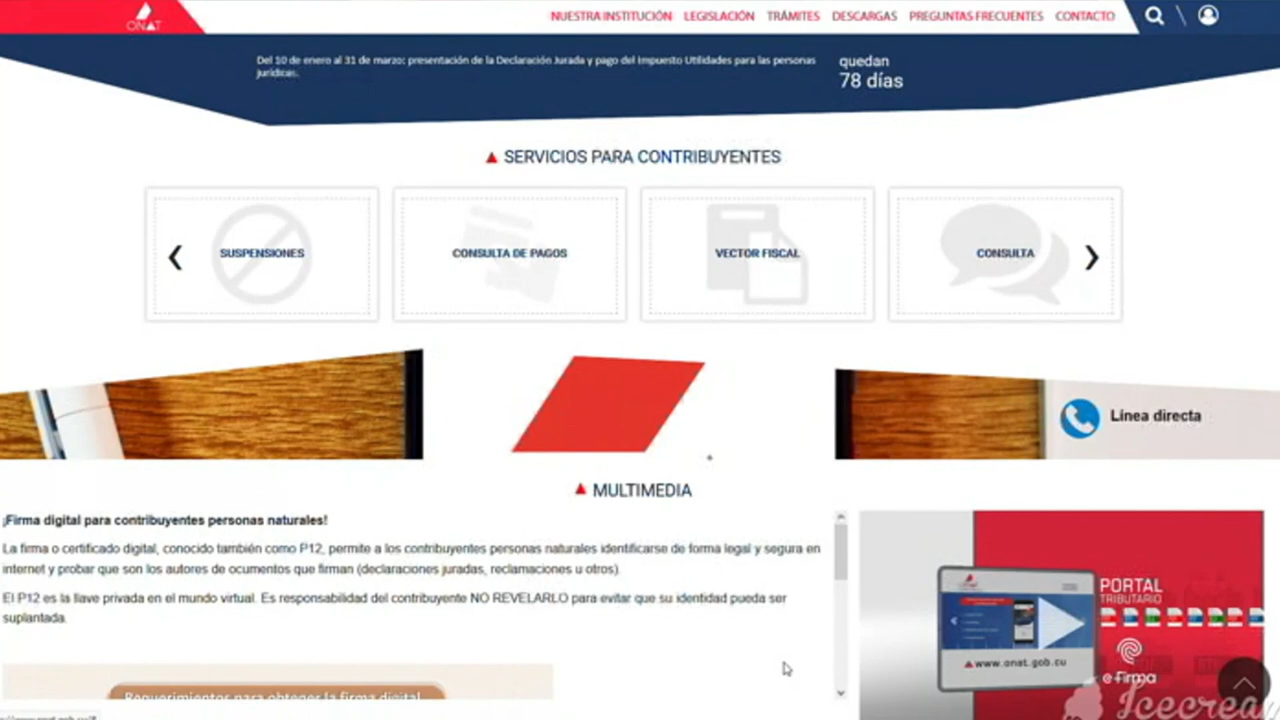 ONAT
NUESTRA INSTITUCIÓN LEGISLACIÓN TRÁMITES DESCARGAS PREGUNTAS FRECUENTES CONTACTO
Del 10 de enero al 31 de marzo: presentación de la Declaración Jurada y pago del Impuesto Utilidades para las personas
jurídicas.
quedan
78 días
SERVICIOS PARA CONTRIBUYENTES
SUSPENSIONES
CONSULTA DE PAGOS
VECTOR FISCAL
CONSULTA
Línea directa
MULTIMEDIA
¡Firma digital para contribuyentes personas naturales!
La firma o certificado digital, conocido también como P12, permite a los contribuyentes personas naturales identificarse de forma legal y segura en
internet y probar que son los autores de ocumentos que firman (declaraciones juradas, reclamaciones u otros).
El P12 es la llave privada en el mundo virtual. Es responsabilidad del contribuyente NO REVELARLO para evitar que su identidad pueda ser
suplantada.
Requerimientos para obtener la firma digital
PORTAL
TRIBUTARIO
www.onat.gob.cu
e-Firma
Icecream